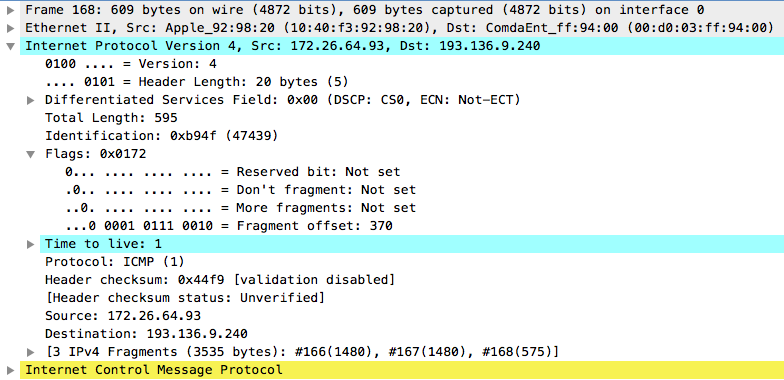 Frame 168: 609 bytes on wire (4872 bits), 609 bytes captured (4872 bits) on interface 0
Ethernet II, Src: Apple_92:98:20 (10:40:f3:92:98:20), Dst: ComdaEnt_ff:94:00 (00:d0:03:ff:94:00)
Internet Protocol Version 4, Src: 172.26.64.93, Dst: 193.136.9.240
0100 .... = Version: 4
.... 0101 = Header Length: 20 bytes (5)
Differentiated Services Field: 0x00 (DSCP: CS0, ECN: Not-ECT)
Total Length: 595
Identification: 0xb94f (47439)
Flags: 0x0172
0... .... .... .... = Reserved bit: Not set
.0.. .... .... .... = Don't fragment: Not set
..0. .... .... .... = More fragments: Not set
...0 0001 0111 0010 = Fragment offset: 370
Time to live: 1
Protocol: ICMP (1)
Header checksum: 0x44f9 [validation disabled]
[Header checksum status: Unverified]
Source: 172.26.64.93
Destination: 193.136.9.240
[3 IPv4 Fragments (3535 bytes): #166(1480), #167(1480), #168(575)]
Internet Control Message Protocol